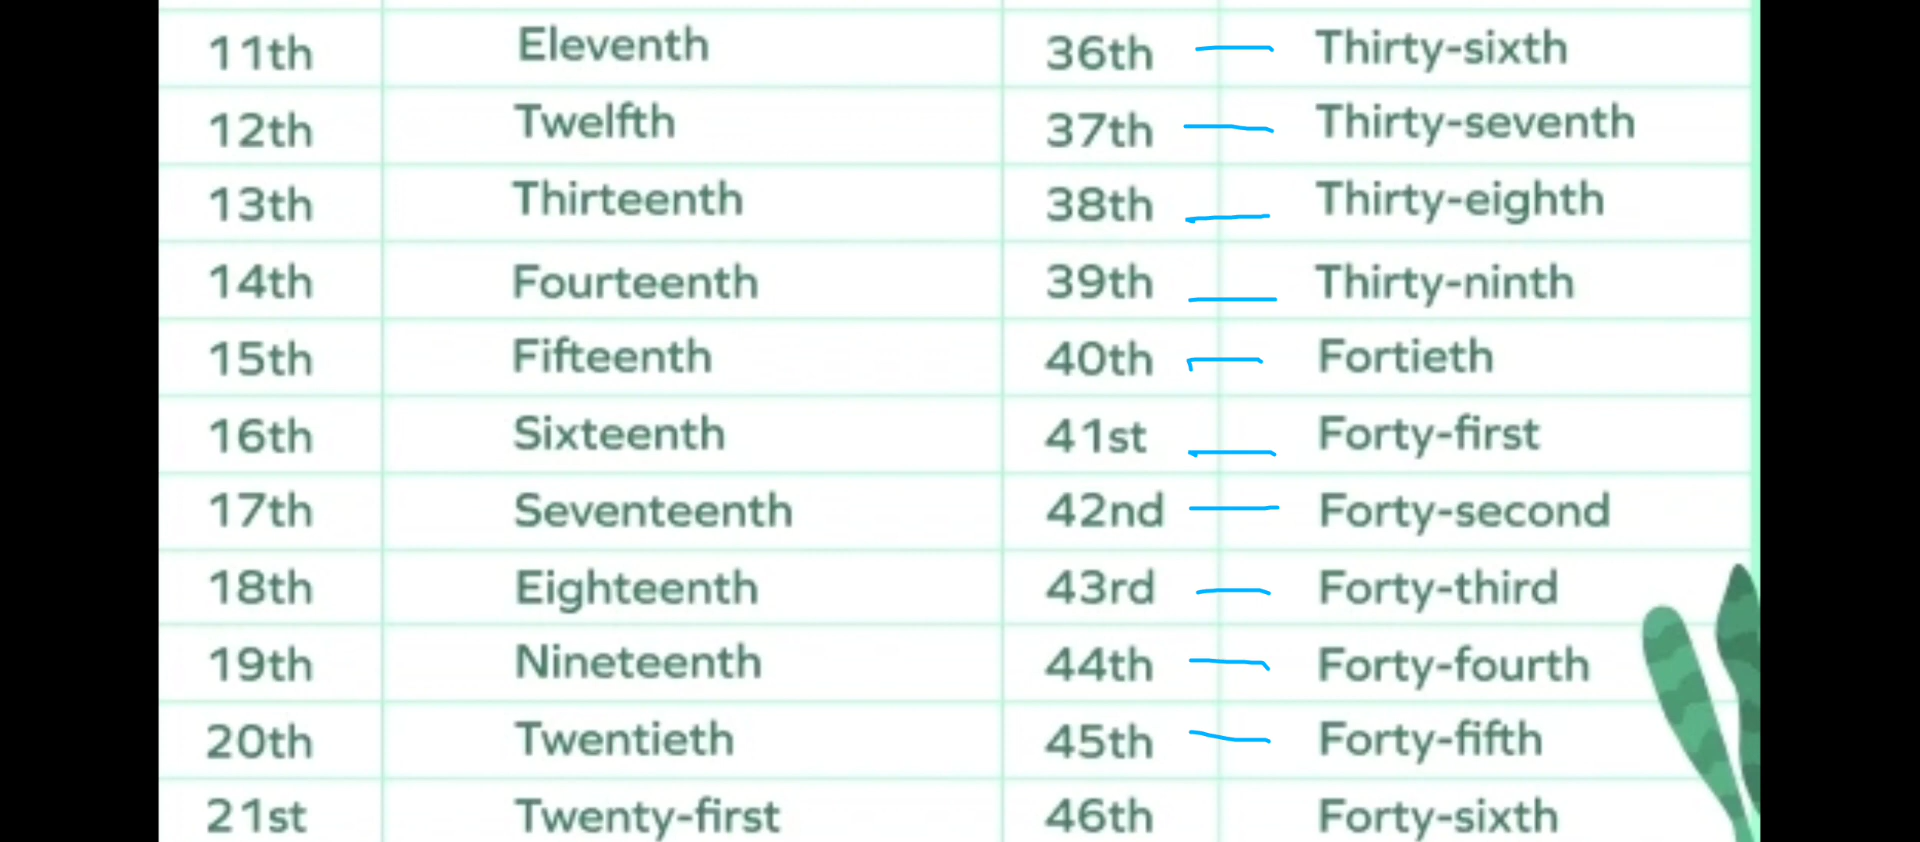 11th Eleventh 36th Thirty-sixth
12th Twelfth 37th Thirty-seventh
13th Thirteenth 38th Thirty-eighth
14th Fourteenth 39th Thirty-ninth
15th Fifteenth 40th Fortieth
16th Sixteenth 41st Forty-first
17th Seventeenth 42nd Forty-second
18th Eighteenth 43rd Forty-third
19th Nineteenth 44th Forty-fourth
20th Twentieth 45th Forty-fifth
21st Twenty-first 46th Forty-sixth